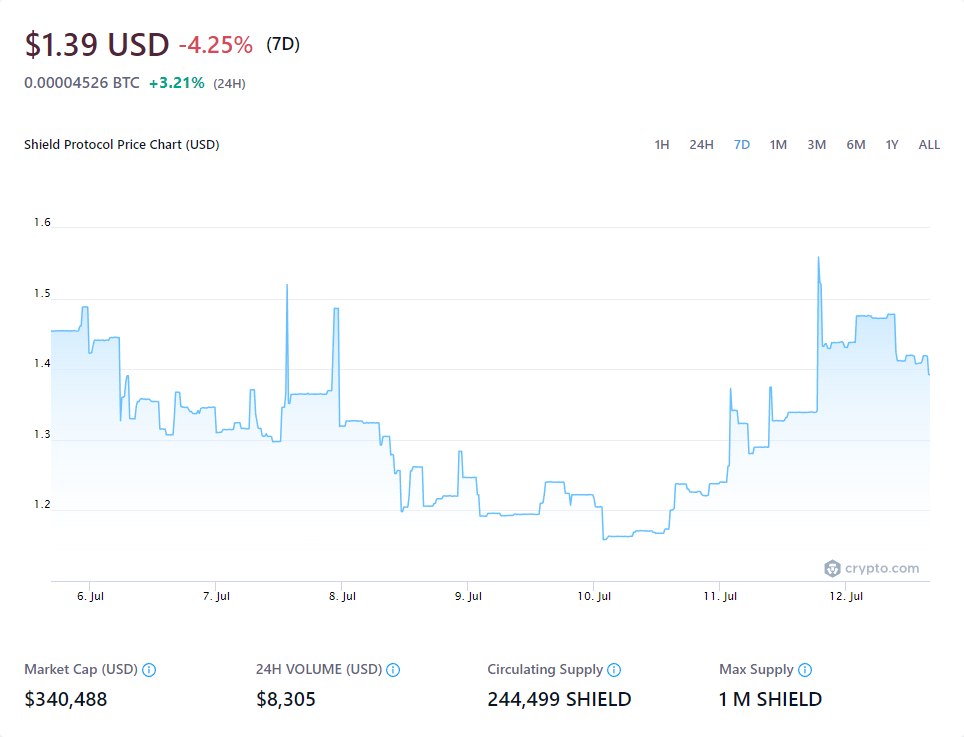 $1.39 USD -4.25% (7D)
0.00004526 BTC +3.21% (24H)
Shield Protocol Price Chart (USD) 1H 24H 7D 1M 3M 6M 1Y ALL
1.6
1.5
1.4
1.3
1.2
crypto.com
6. Jul 7. Jul 8. Jul 9. Jul 10. Jul 11. Jul 12. Jul
Market Cap (USD) 24H VOLUME (USD) Circulating Supply Max Supply
$340,488 $8,305 244,499 SHIELD 1 M SHIELD